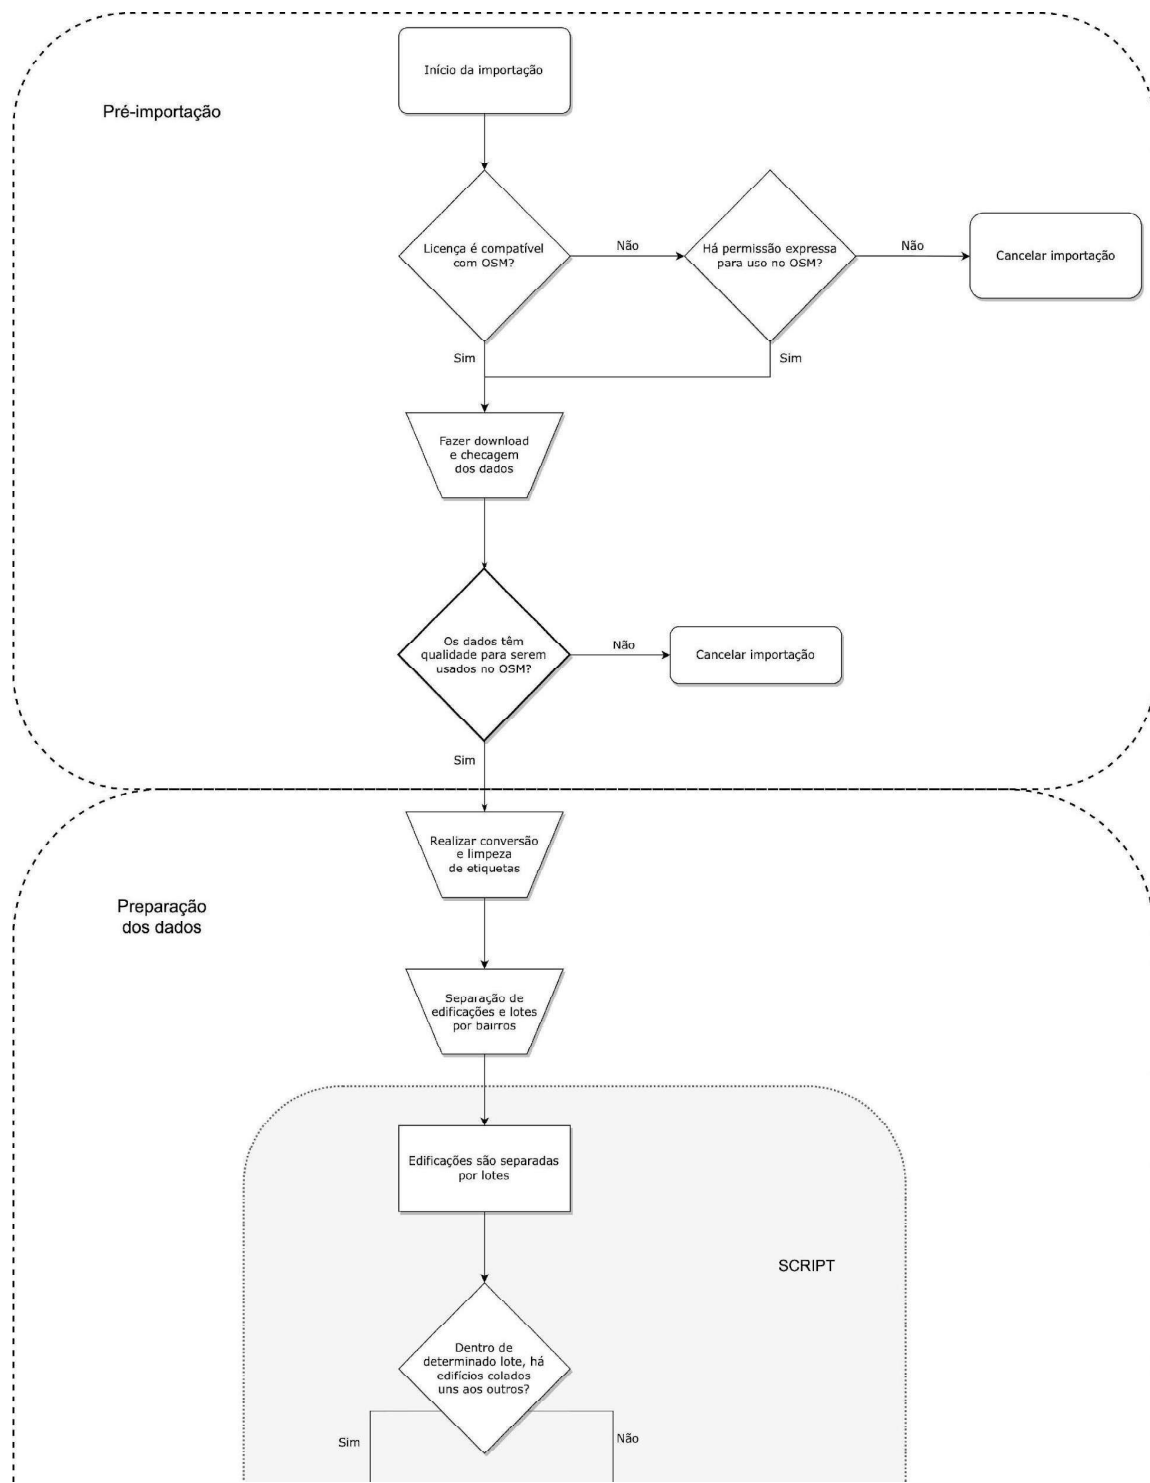 Início da importação
Pré-importação
Licença é compatível
com OSM?
Não
Há permissão expressa
para uso no OSM?
Não
Cancelar importação
Sim
Sim
Fazer download
e checagem
dos dados
Os dados têm
qualidade para serem
usados no OSM?
Não
Cancelar importação
Sim
Realizar conversão
e limpeza
de etiquetas
Preparação
dos dados
Separação de
edificações e lotes
por bairros
Edificações são separadas
por lotes
SCRIPT
Dentro de
determinado lote, há
edifícios colados
uns aos outros?
Sim
Não